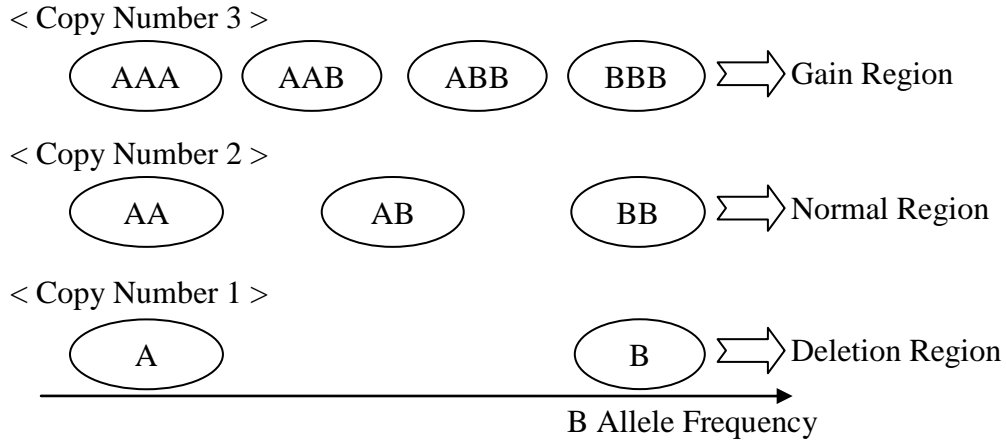 < Copy Number 3 >
AAA AAB ABB BBB Gain Region
< Copy Number 2 >
AA AB BB Normal Region
< Copy Number 1 >
A B Deletion Region
B Allele Frequency